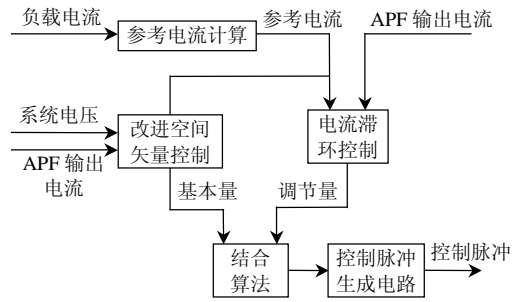 负载电流
参考电流计算
参考电流
APF 输出电流
系统电压
APF 输出
电流
改进空间
矢量控制
电流滞
环控制
基本量
调节量
结合
算法
控制脉冲
生成电路
控制脉冲